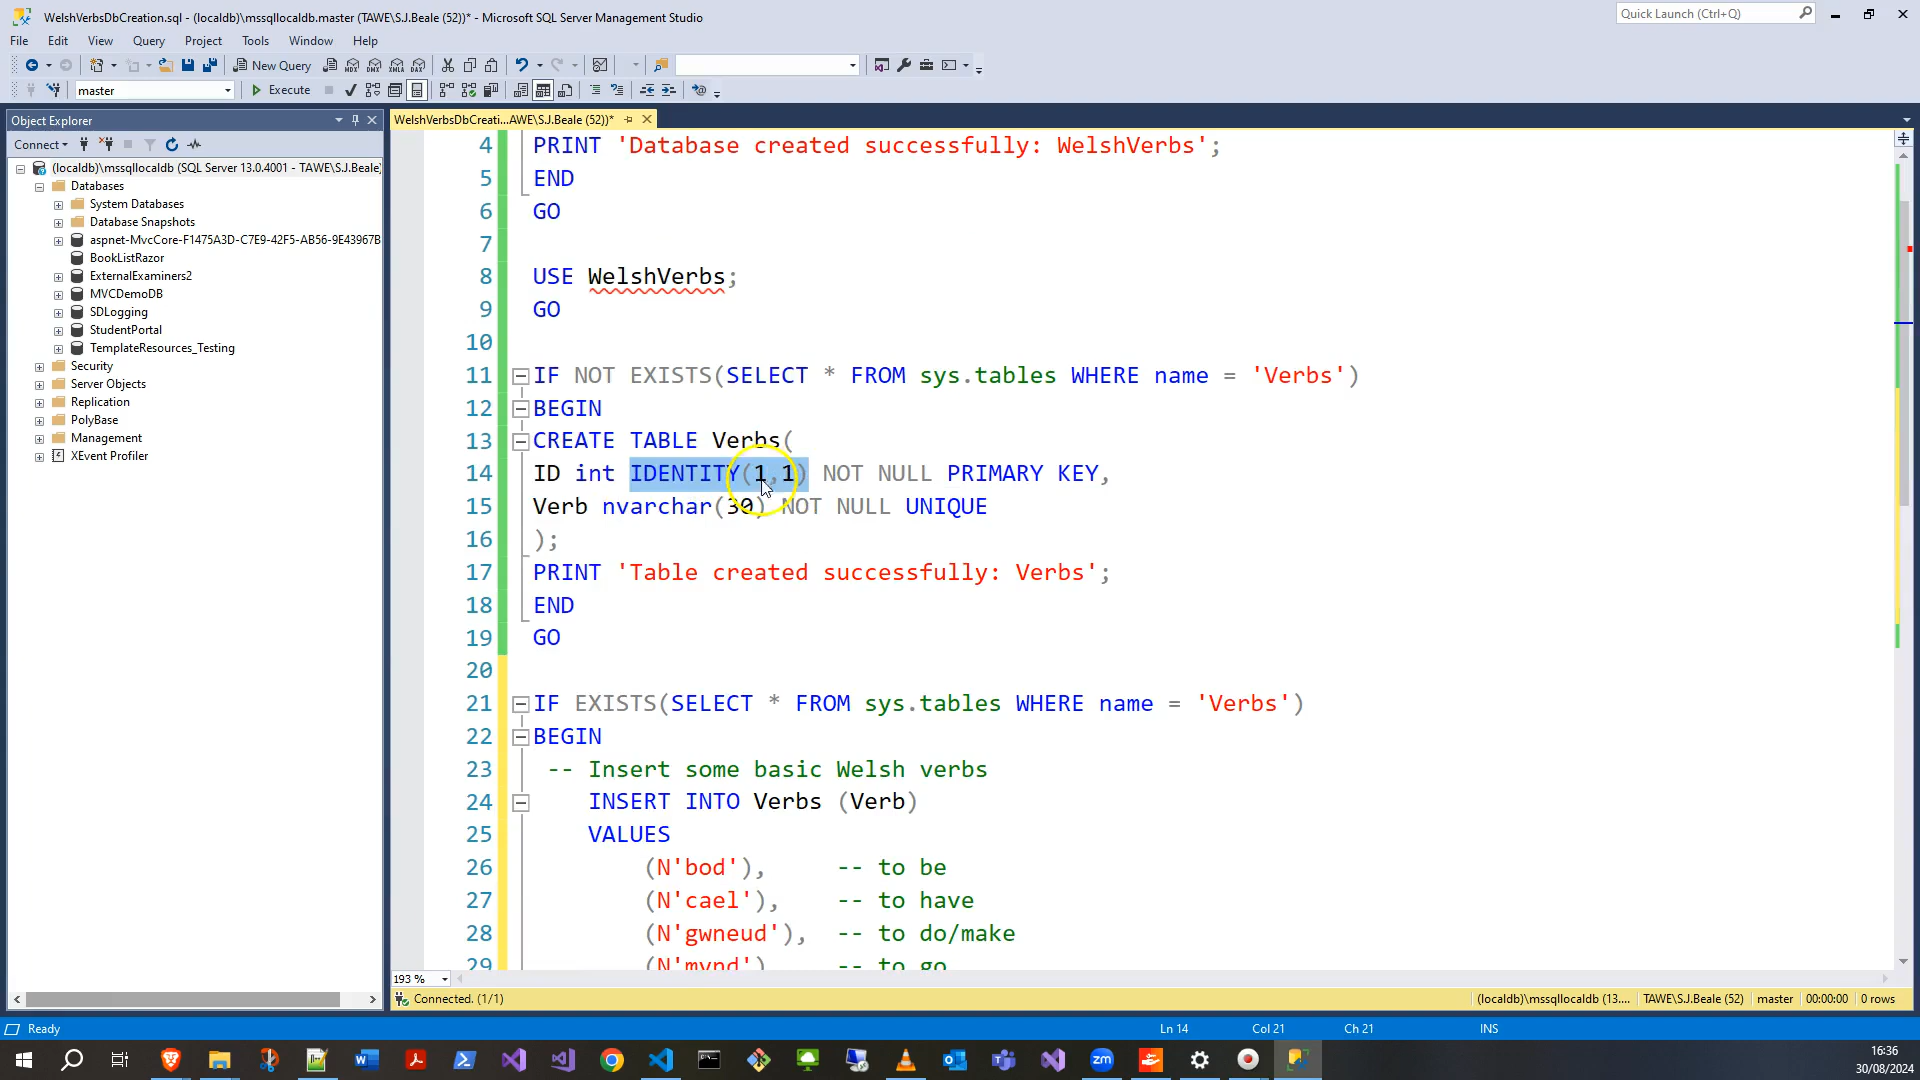 WelshVerbsDbCreation.sql - (localdb)\mssqllocaldb.master (TAWE\S.J.Beale (52))* - Microsoft SQL Server Management Studio
Quick Launch (Ctrl+Q)
File Edit View Query Project Tools Window Help
New Query
MDX DMX XMLA DAX
master
Execute
Object Explorer
WelshVerbsDbCreati...AWE\S.J.Beale (52))*
Connect
(localdb)\mssqllocaldb (SQL Server 13.0.4001 - TAWE\S.J.Beale
Databases
System Databases
Database Snapshots
aspnet-MvcCore-F1475A3D-C7E9-42F5-AB56-9E43967B
BookListRazor
ExternalExaminers2
MVCDemoDB
SDLogging
StudentPortal
TemplateResources_Testing
Security
Server Objects
Replication
PolyBase
Management
XEvent Profiler
4 PRINT 'Database created successfully: WelshVerbs';
5 END
6 GO
7
8 USE WelshVerbs;
9 GO
10
11 IF NOT EXISTS(SELECT * FROM sys.tables WHERE name = 'Verbs')
12 BEGIN
13 CREATE TABLE Verbs(
14 ID int IDENTITY(1,1) NOT NULL PRIMARY KEY,
15 Verb nvarchar(30) NOT NULL UNIQUE
16 );
17 PRINT 'Table created successfully: Verbs';
18 END
19 GO
20
21 IF EXISTS(SELECT * FROM sys.tables WHERE name = 'Verbs')
22 BEGIN
23 -- Insert some basic Welsh verbs
24 INSERT INTO Verbs (Verb)
25 VALUES
26 (N'bod'), -- to be
27 (N'cael'), -- to have
28 (N'gwneud'), -- to do/make
29 (N'mynd') -- to go
193 %
Connected. (1/1)
(localdb)\mssqllocaldb (13.... TAWE\S.J.Beale (52) master 00:00:00 0 rows
Ready
Ln 14 Col 21 Ch 21 INS
zm
16:36
30/08/2024